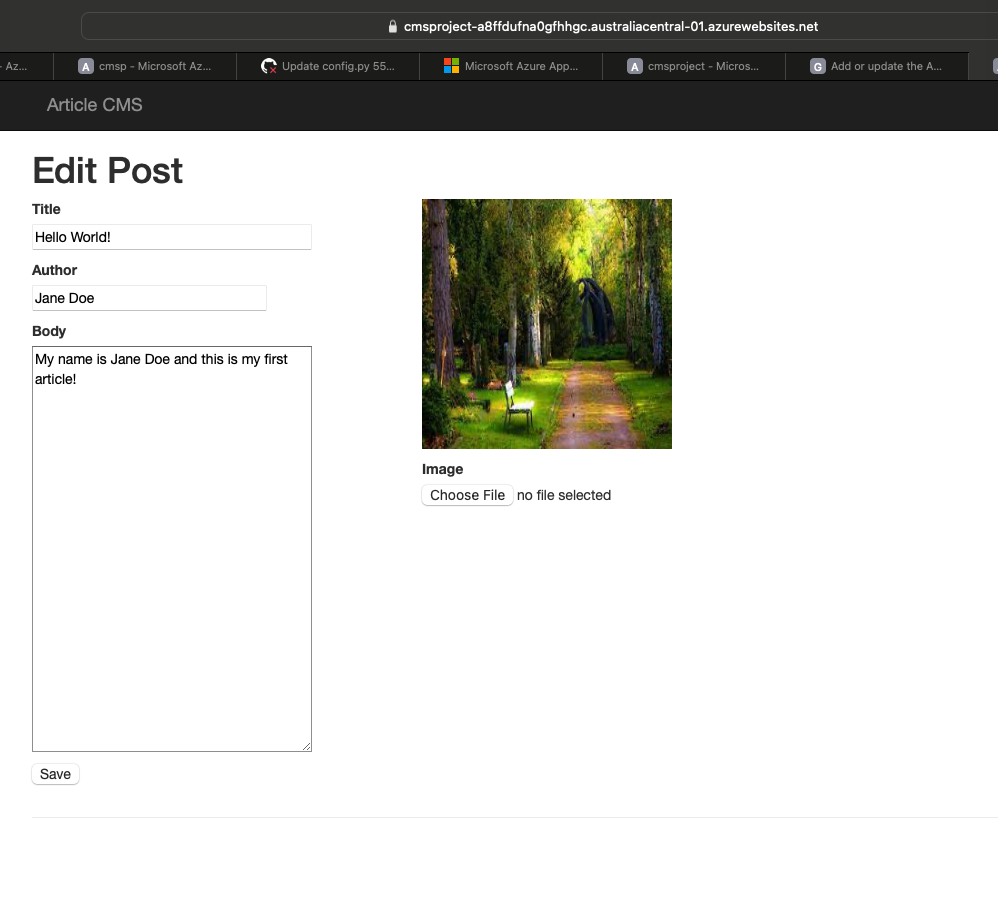 cmsproject-a8ffdufna0gfhhgc.australiacentral-01.azurewebsites.net
- Az... A cmsp - Microsoft Az... Update config.py 55... Microsoft Azure App... A cmsproject - Micros... G Add or update the A...
Article CMS
Edit Post
Title
Hello World!
Author
Jane Doe
Body
My name is Jane Doe and this is my first
article!
Save
Image
Choose File no file selected